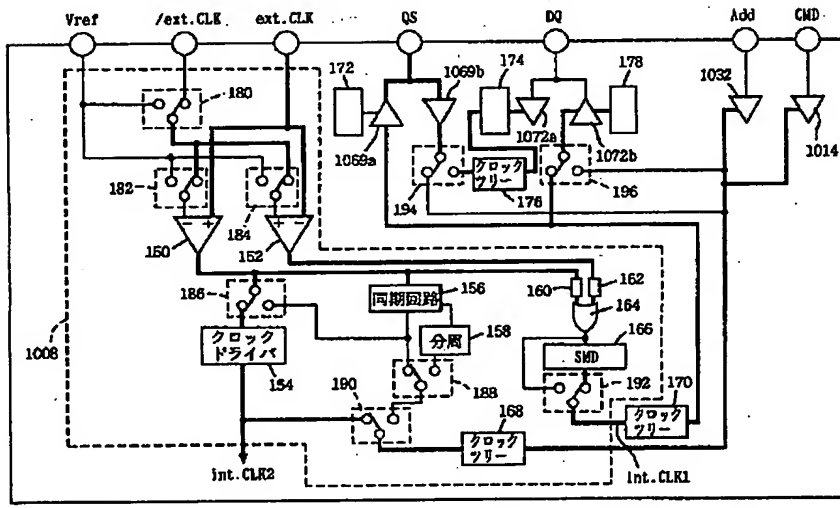 Vref /ext.CLK ext.CLK QS DQ Add CMD
172
1069b
174
178
1032
180
1069a
1072a
1072b
1014
182
184
194
クロック
ツリー
176
196
150
152
160
162
186
同期回路
156
164
1008
クロック
ドライバ
154
分周
158
SMD
166
188
190
192
クロック
ツリー
170
クロック
ツリー
168
int.CLK2
int.CLK1